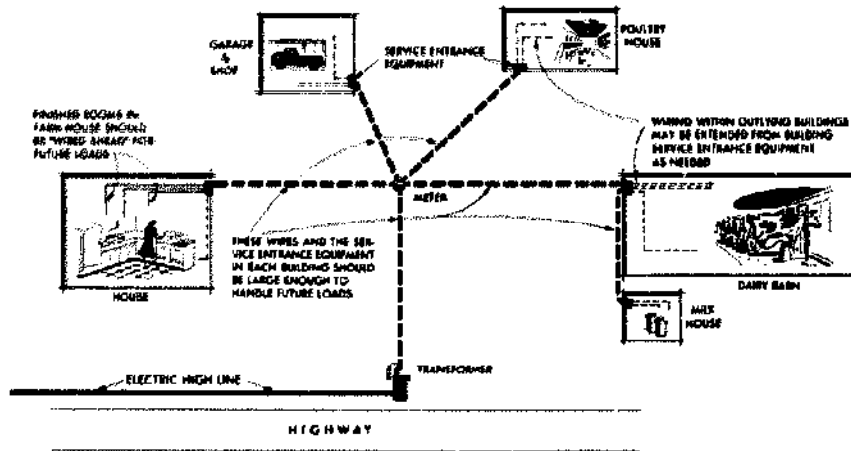 GARAGE
&
SHOP
SERVICE ENTRANCE
EQUIPMENT
POULTRY
HOUSE
FINISHED ROOMS IN
FARM HOUSE SHOULD
BE "WIRED AHEAD" FOR
FUTURE LOADS
WIRING WITHIN OUTLYING BUILDINGS
MAY BE EXTENDED FROM BUILDING
SERVICE ENTRANCE EQUIPMENT
AS NEEDED
METER
THESE WIRES AND THE SER-
VICE ENTRANCE EQUIPMENT
IN EACH BUILDING SHOULD
BE LARGE ENOUGH TO
HANDLE FUTURE LOADS
HOUSE
DAIRY BARN
MILK
HOUSE
TRANSFORMER
ELECTRIC HIGH LINE
HIGHWAY